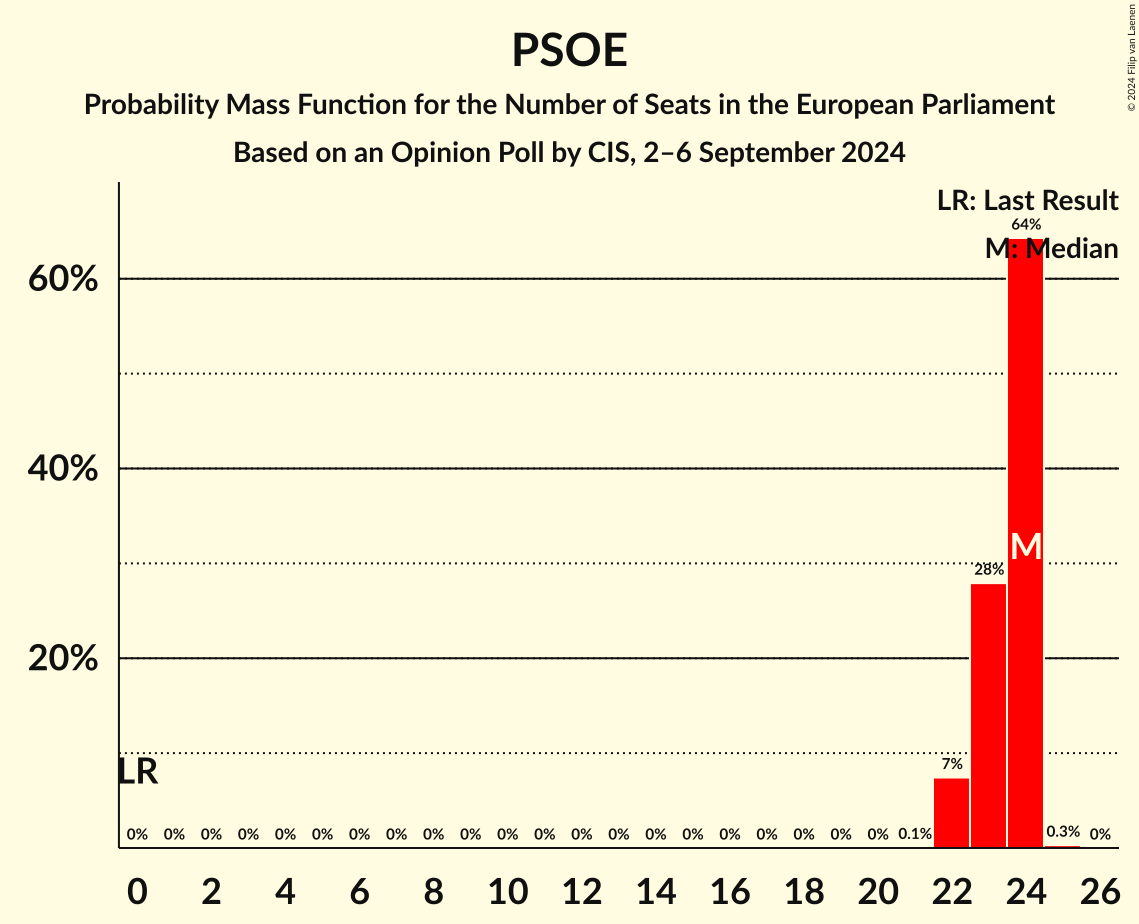 PSOE
Probability Mass Function for the Number of Seats in the European Parliament
Based on an Opinion Poll by CIS, 2–6 September 2024
© 2024 Filip van Laenen
LR: Last Result
64%
M: Median
60%
40%
M
28%
20%
7%
LR
0% 0% 0% 0% 0% 0% 0% 0% 0% 0% 0% 0% 0% 0% 0% 0% 0% 0% 0% 0% 0% 0.1% 0.3% 0%
0 2 4 6 8 10 12 14 16 18 20 22 24 26